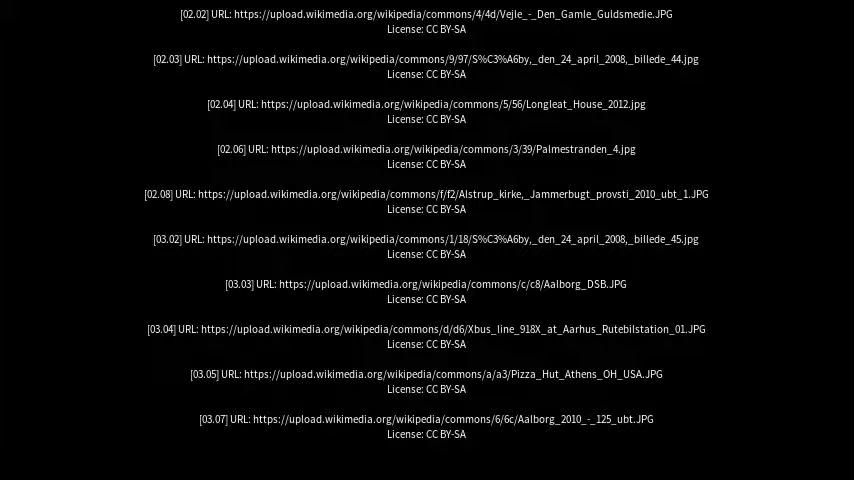 [02.02] URL: https://upload.wikimedia.org/wikipedia/commons/4/4d/Vejle_-_Den_Gamle_Guldsmedie.JPG
License: CC BY-SA
[02.03] URL: https://upload.wikimedia.org/wikipedia/commons/9/97/S%C3%A6by,_den_24_april_2008,_billede_44.jpg
License: CC BY-SA
[02.04] URL: https://upload.wikimedia.org/wikipedia/commons/5/56/Longleat_House_2012.jpg
License: CC BY-SA
[02.06] URL: https://upload.wikimedia.org/wikipedia/commons/3/39/Palmestranden_4.jpg
License: CC BY-SA
[02.08] URL: https://upload.wikimedia.org/wikipedia/commons/f/f2/Alstrup_kirke,_Jammerbugt_provsti_2010_ubt_1.JPG
License: CC BY-SA
[03.02] URL: https://upload.wikimedia.org/wikipedia/commons/1/18/S%C3%A6by,_den_24_april_2008,_billede_45.jpg
License: CC BY-SA
[03.03] URL: https://upload.wikimedia.org/wikipedia/commons/c/c8/Aalborg_DSB.JPG
License: CC BY-SA
[03.04] URL: https://upload.wikimedia.org/wikipedia/commons/d/d6/Xbus_line_918X_at_Aarhus_Rutebilstation_01.JPG
License: CC BY-SA
[03.05] URL: https://upload.wikimedia.org/wikipedia/commons/a/a3/Pizza_Hut_Athens_OH_USA.JPG
License: CC BY-SA
[03.07] URL: https://upload.wikimedia.org/wikipedia/commons/6/6c/Aalborg_2010_-_125_ubt.JPG
License: CC BY-SA